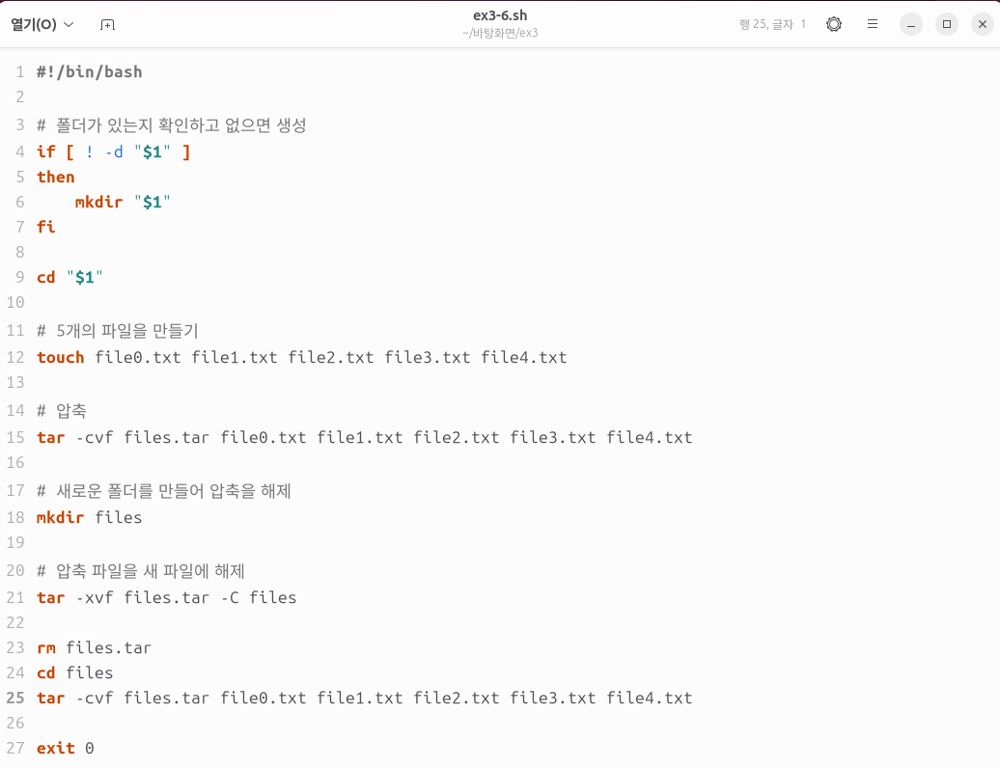 열기(O)
ex3-6.sh
~/바탕화면/ex3
행 25, 글자 1
1 #!/bin/bash
2
3 # 폴더가 있는지 확인하고 없으면 생성
4 if [ ! -d "$1" ]
5 then
6     mkdir "$1"
7 fi
8
9 cd "$1"
10
11 # 5개의 파일을 만들기
12 touch file0.txt file1.txt file2.txt file3.txt file4.txt
13
14 # 압축
15 tar -cvf files.tar file0.txt file1.txt file2.txt file3.txt file4.txt
16
17 # 새로운 폴더를 만들어 압축을 해제
18 mkdir files
19
20 # 압축 파일을 새 파일에 해제
21 tar -xvf files.tar -C files
22
23 rm files.tar
24 cd files
25 tar -cvf files.tar file0.txt file1.txt file2.txt file3.txt file4.txt
26
27 exit 0